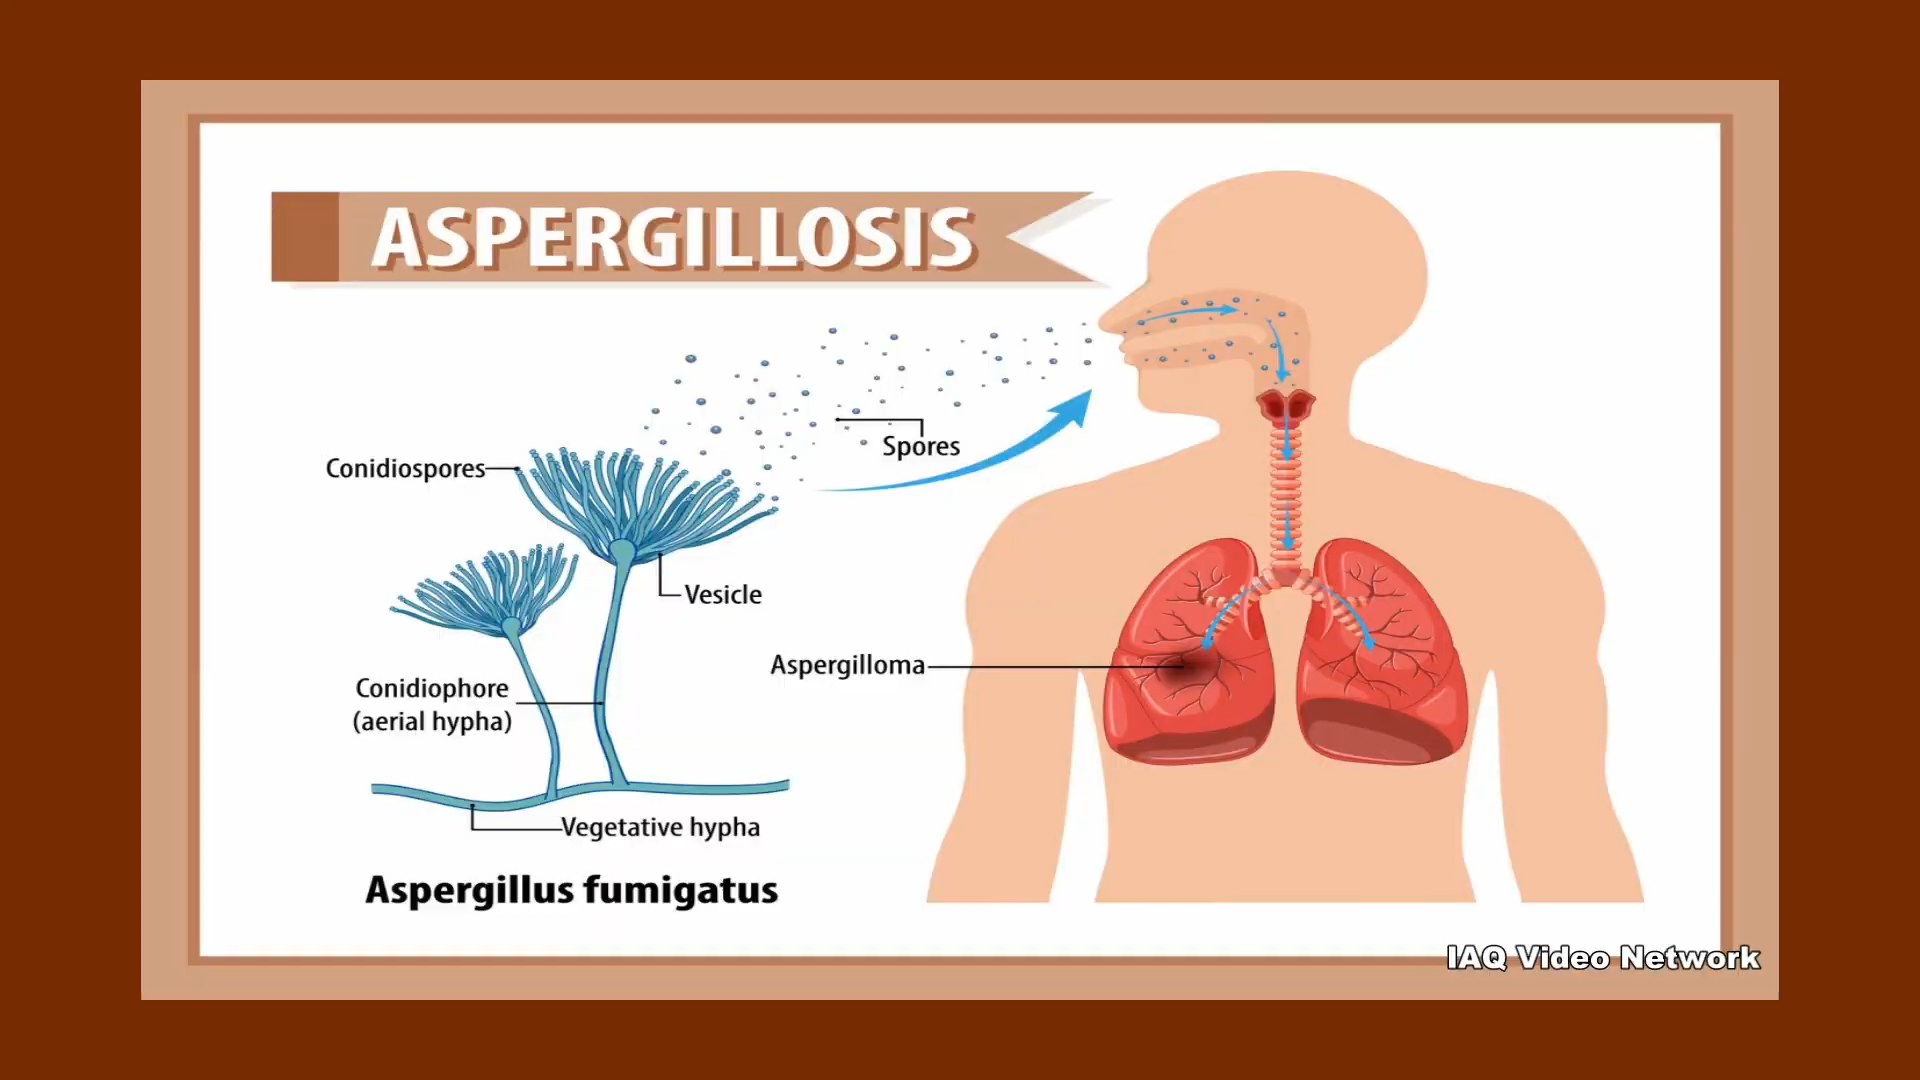 ASPERGILLOSIS
Spores
Conidiospores
Vesicle
Aspergilloma
Conidiophore
(aerial hypha)
Vegetative hypha
Aspergillus fumigatus
IAQ Video Network